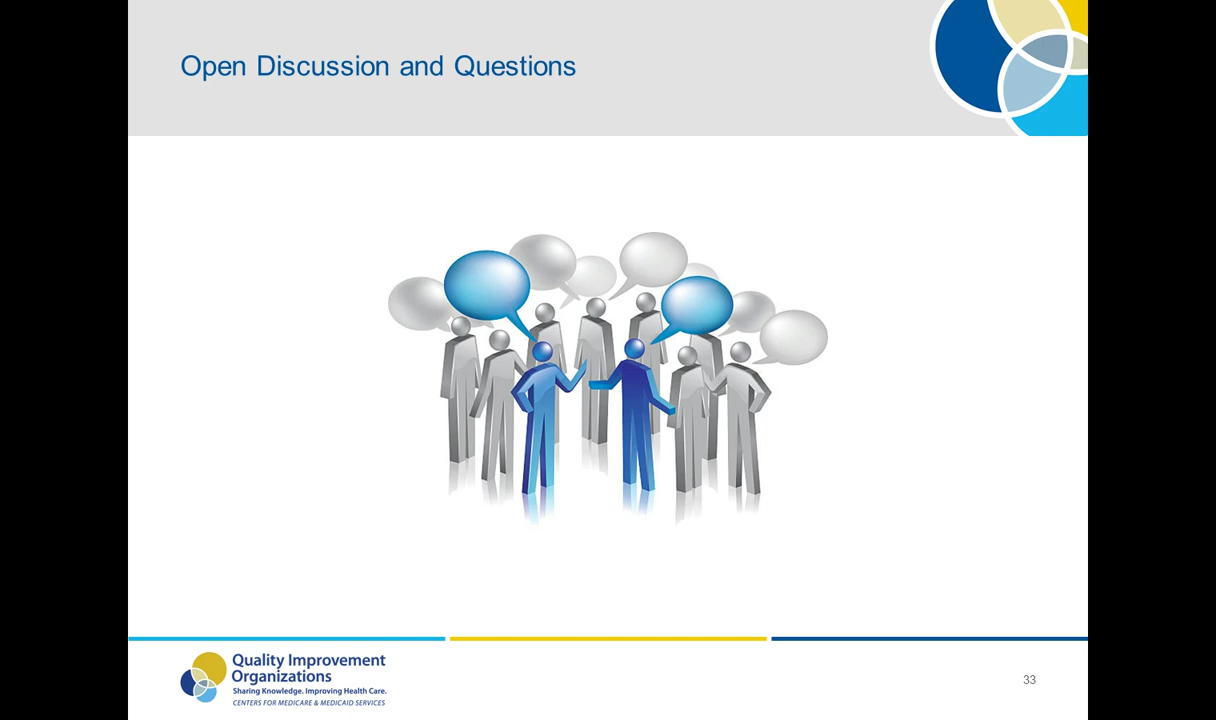 Open Discussion and Questions
Quality Improvement
Organizations
Sharing Knowledge. Improving Health Care.
CENTERS FOR MEDICARE & MEDICAID SERVICES
33